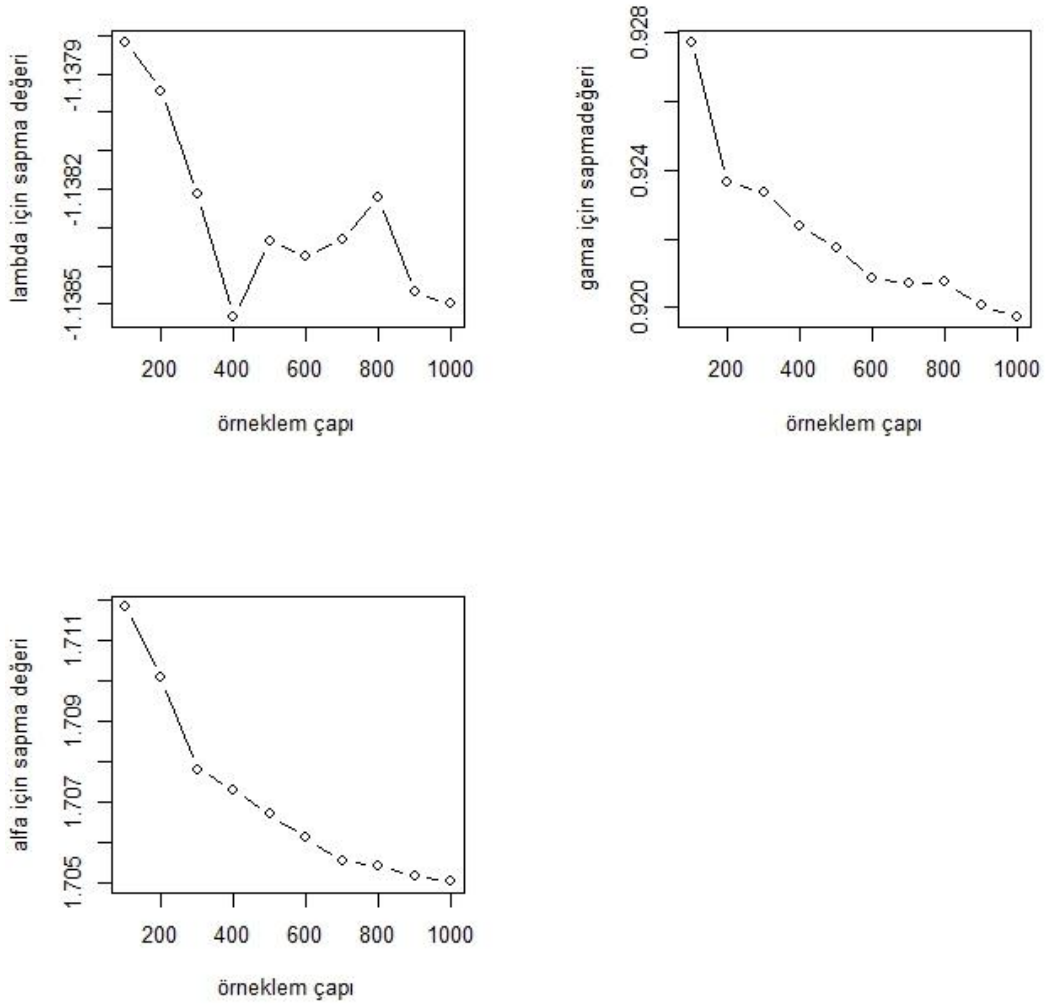 lambda için sapma değeri
-1.1379
-1.1382
-1.1385
200 400 600 800 1000
örneklem çapı
gama için sapmadeğeri
0.928
0.924
0.920
200 400 600 800 1000
örneklem çapı
alfa için sapma değeri
1.711
1.709
1.707
1.705
200 400 600 800 1000
örneklem çapı